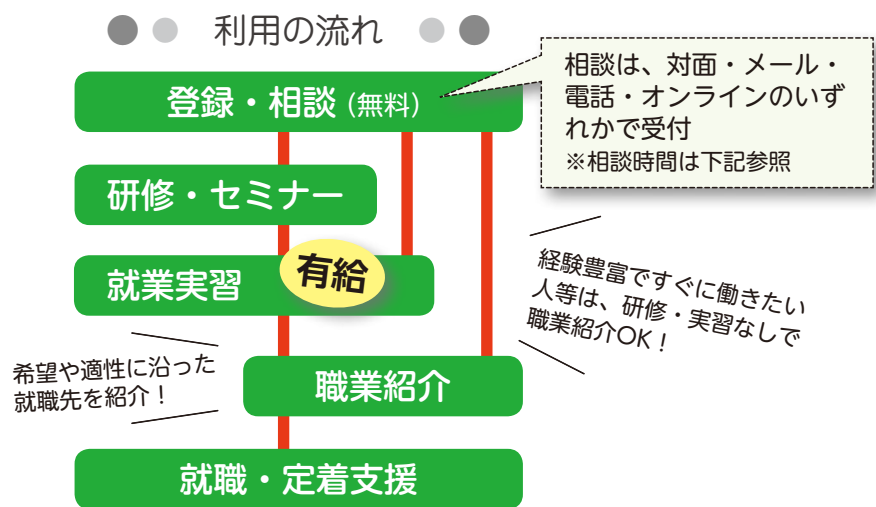 利用の流れ
登録・相談 (無料)
相談は、対面・メール・
電話・オンラインのいず
れかで受付
※相談時間は下記参照
研修・セミナー
就業実習
有給
経験豊富ですぐに働きたい
人等は、研修・実習なしで
職業紹介OK!
希望や適性に沿った
就職先を紹介!
職業紹介
就職・定着支援